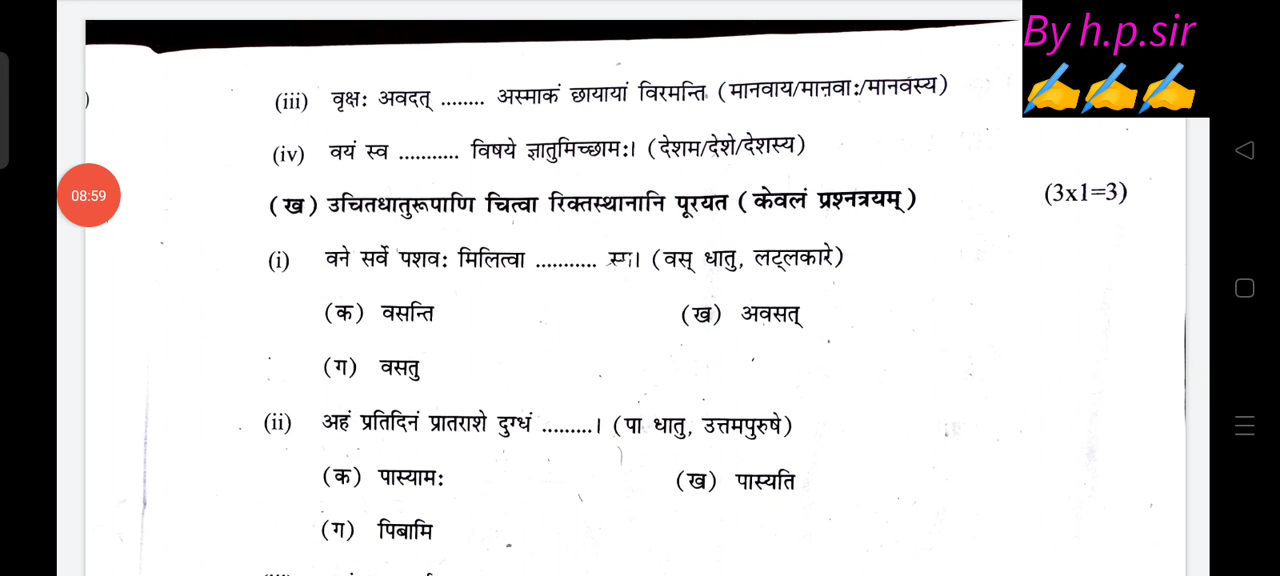 By h.p.sir
✍✍✍
)
(iii) वृक्षः अवदत् ........ अस्माकं छायायां विरमन्ति (मानवाय/मानवाः/मानवस्य)
(iv) वयं स्व ........... विषये ज्ञातुमिच्छामः। (देशम/देशे/देशस्य)
08:59
(ख) उचितधातुरूपाणि चित्वा रिक्तस्थानानि पूरयत (केवलं प्रश्नत्रयम्) (3x1=3)
(i) वने सर्वे पशवः मिलित्वा ........... स्म। (वस् धातु, लट्लकारे)
(क) वसन्ति (ख) अवसत्
(ग) वसतु
(ii) अहं प्रतिदिनं प्रातराशे दुग्धं .........। (पा धातु, उत्तमपुरुषे)
(क) पास्यामः (ख) पास्यति
(ग) पिबामि